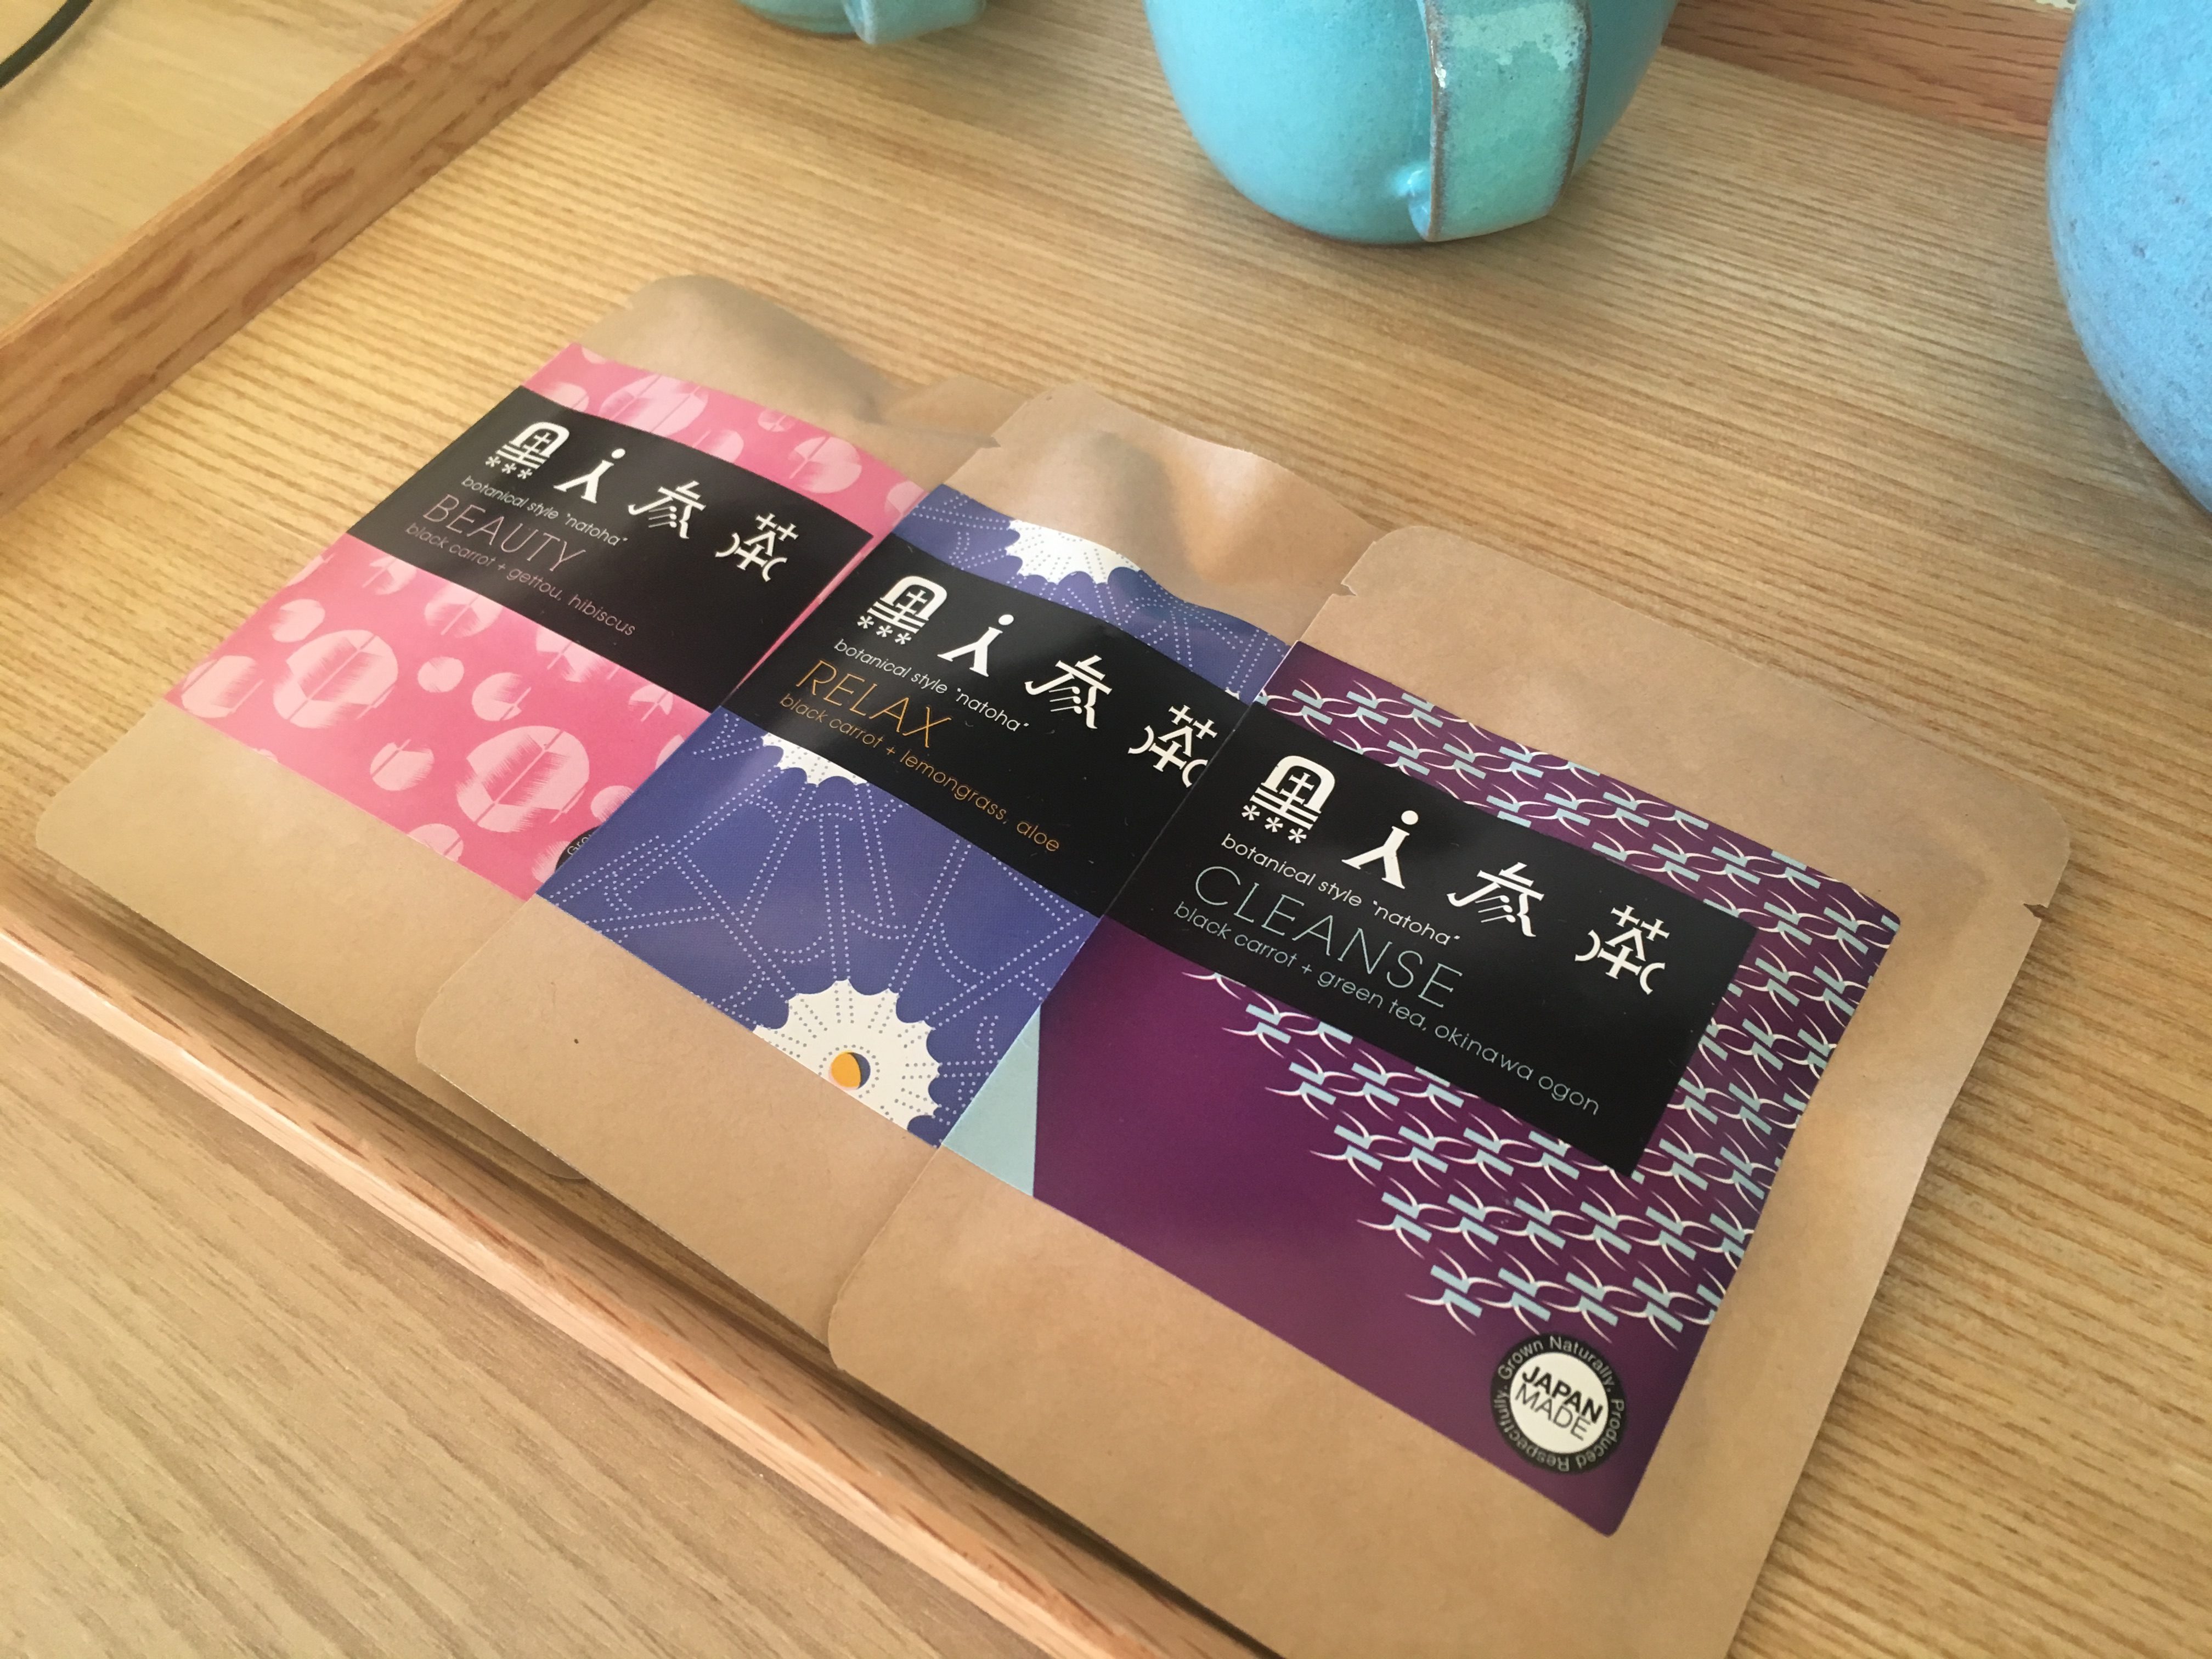 黒人参茶
botanical style "natoha"
BEAUTY
black carrot + gettou, hibiscus
黒人参茶
botanical style "natoha"
RELAX
black carrot + lemongrass, aloe
黒人参茶
botanical style "natoha"
CLEANSE
black carrot + green tea, okinawa ogon
Grown Naturally, Produced Respectfully.
JAPAN
MADE